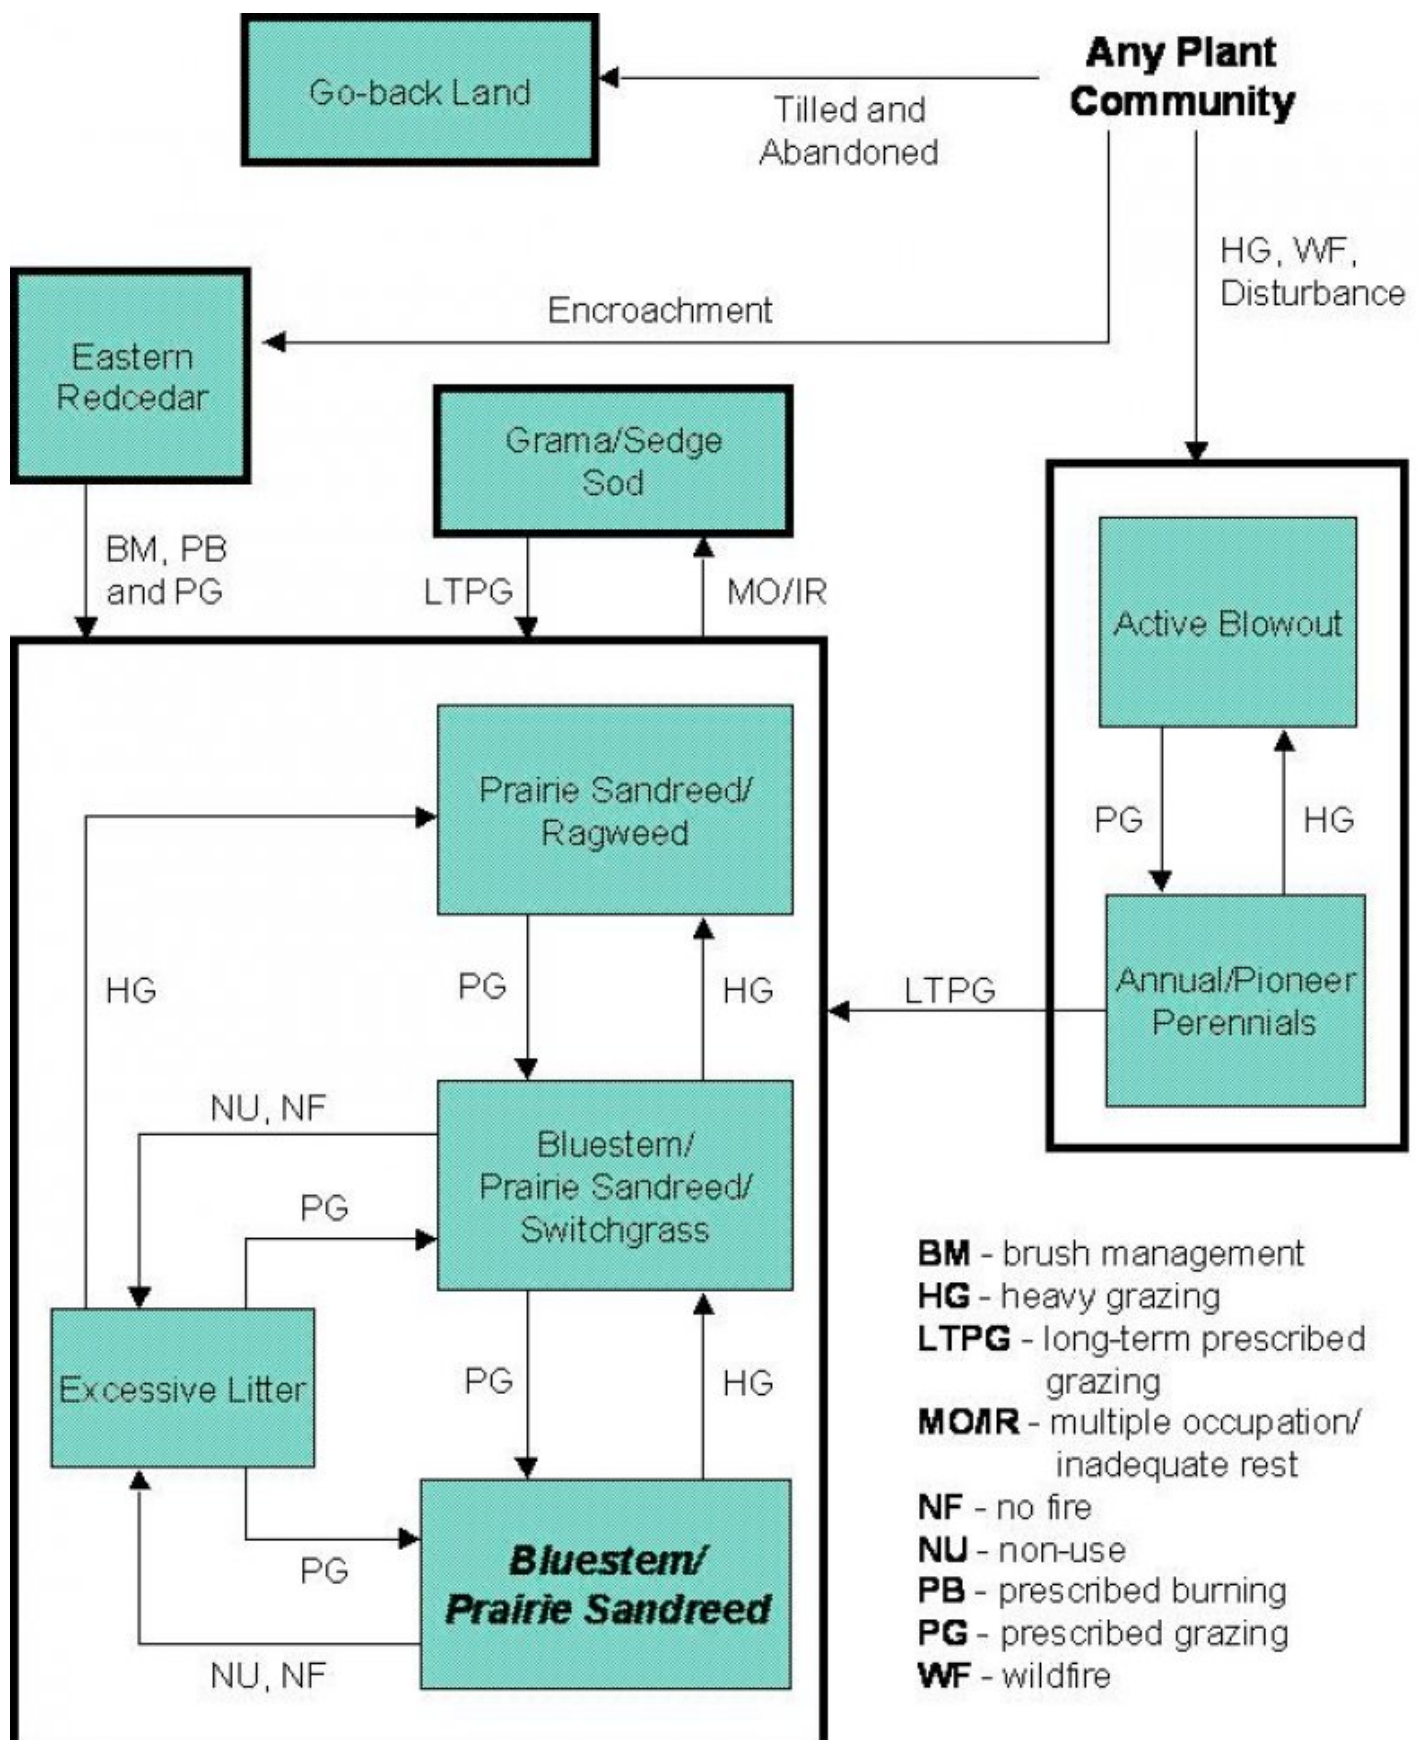 Go-back Land
Any Plant
Community
Tilled and
Abandoned
HG, WF,
Disturbance
Encroachment
Eastern
Redcedar
Grama/Sedge
Sod
BM, PB
and PG
LTPG
MO/IR
Active Blowout
Prairie Sandreed/
Ragweed
PG
HG
Annual/Pioneer
Perennials
HG
PG
HG
LTPG
NU, NF
Bluestem/
Prairie Sandreed/
Switchgrass
PG
Excessive Litter
PG
HG
PG
Bluestem/
Prairie Sandreed
NU, NF
BM - brush management
HG - heavy grazing
LTPG - long-term prescribed
grazing
MO/IR - multiple occupation/
inadequate rest
NF - no fire
NU - non-use
PB - prescribed burning
PG - prescribed grazing
WF - wildfire